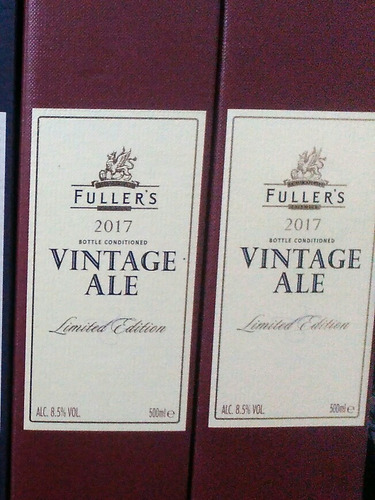 FULLER'S
2017
BOTTLE CONDITIONED
VINTAGE
ALE
Limited Edition
ALC. 8.5% VOL. 500ml e
FULLER'S
2017
BOTTLE CONDITIONED
VINTAGE
ALE
Limited Edition
ALC. 8.5% VOL. 500ml e